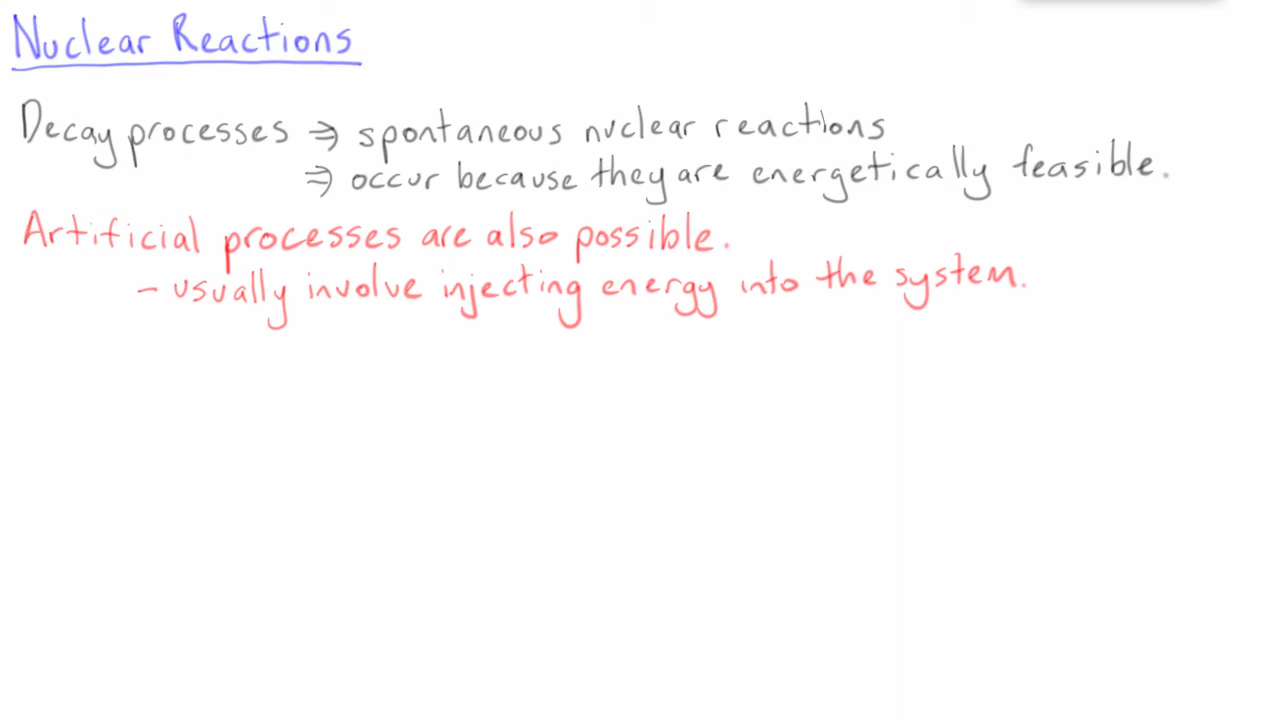 Nuclear Reactions
Decay processes ⇒ spontaneous nuclear reactions
⇒ occur because they are energetically feasible.
Artificial processes are also possible.
- usually involve injecting energy into the system.